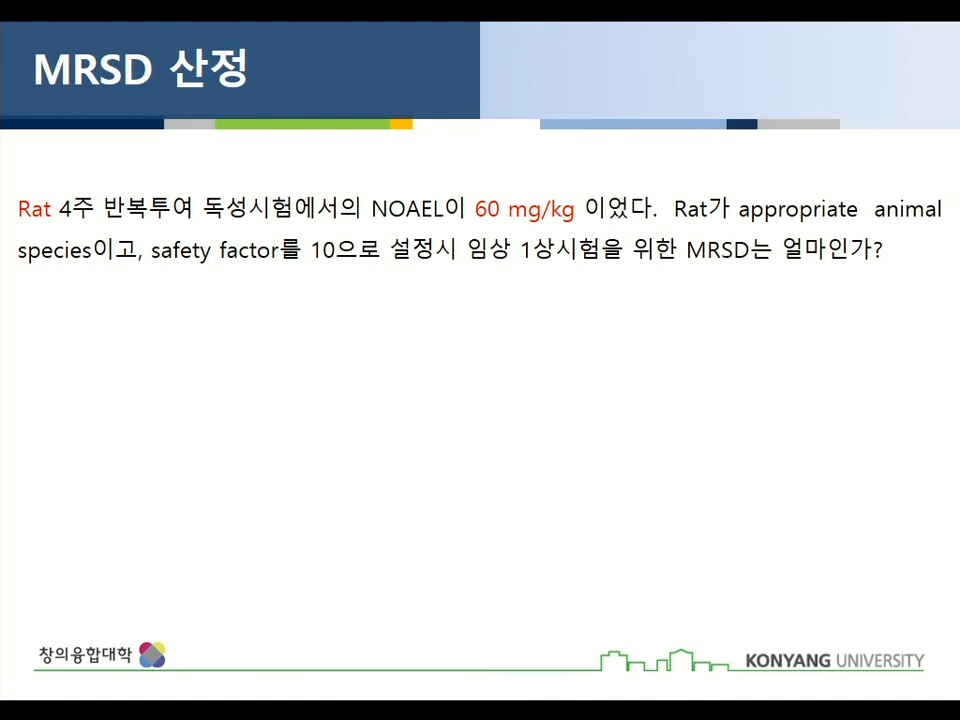 MRSD 산정
Rat 4주 반복투여 독성시험에서의 NOAEL이 60 mg/kg 이었다. Rat가 appropriate animal
species이고, safety factor를 10으로 설정시 임상 1상시험을 위한 MRSD는 얼마인가?
창의융합대학
KONYANG UNIVERSITY